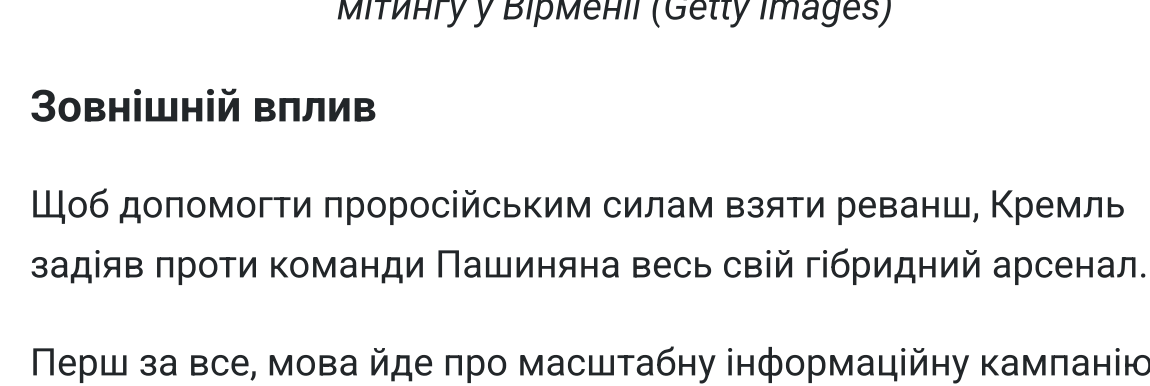 мітингу у Вірменії (Getty Images)
Зовнішній вплив
Щоб допомогти проросійським силам взяти реванш, Кремль
задіяв проти команди Пашиняна весь свій гібридний арсенал.
Перш за все, мова йде про масштабну інформаційну кампанію